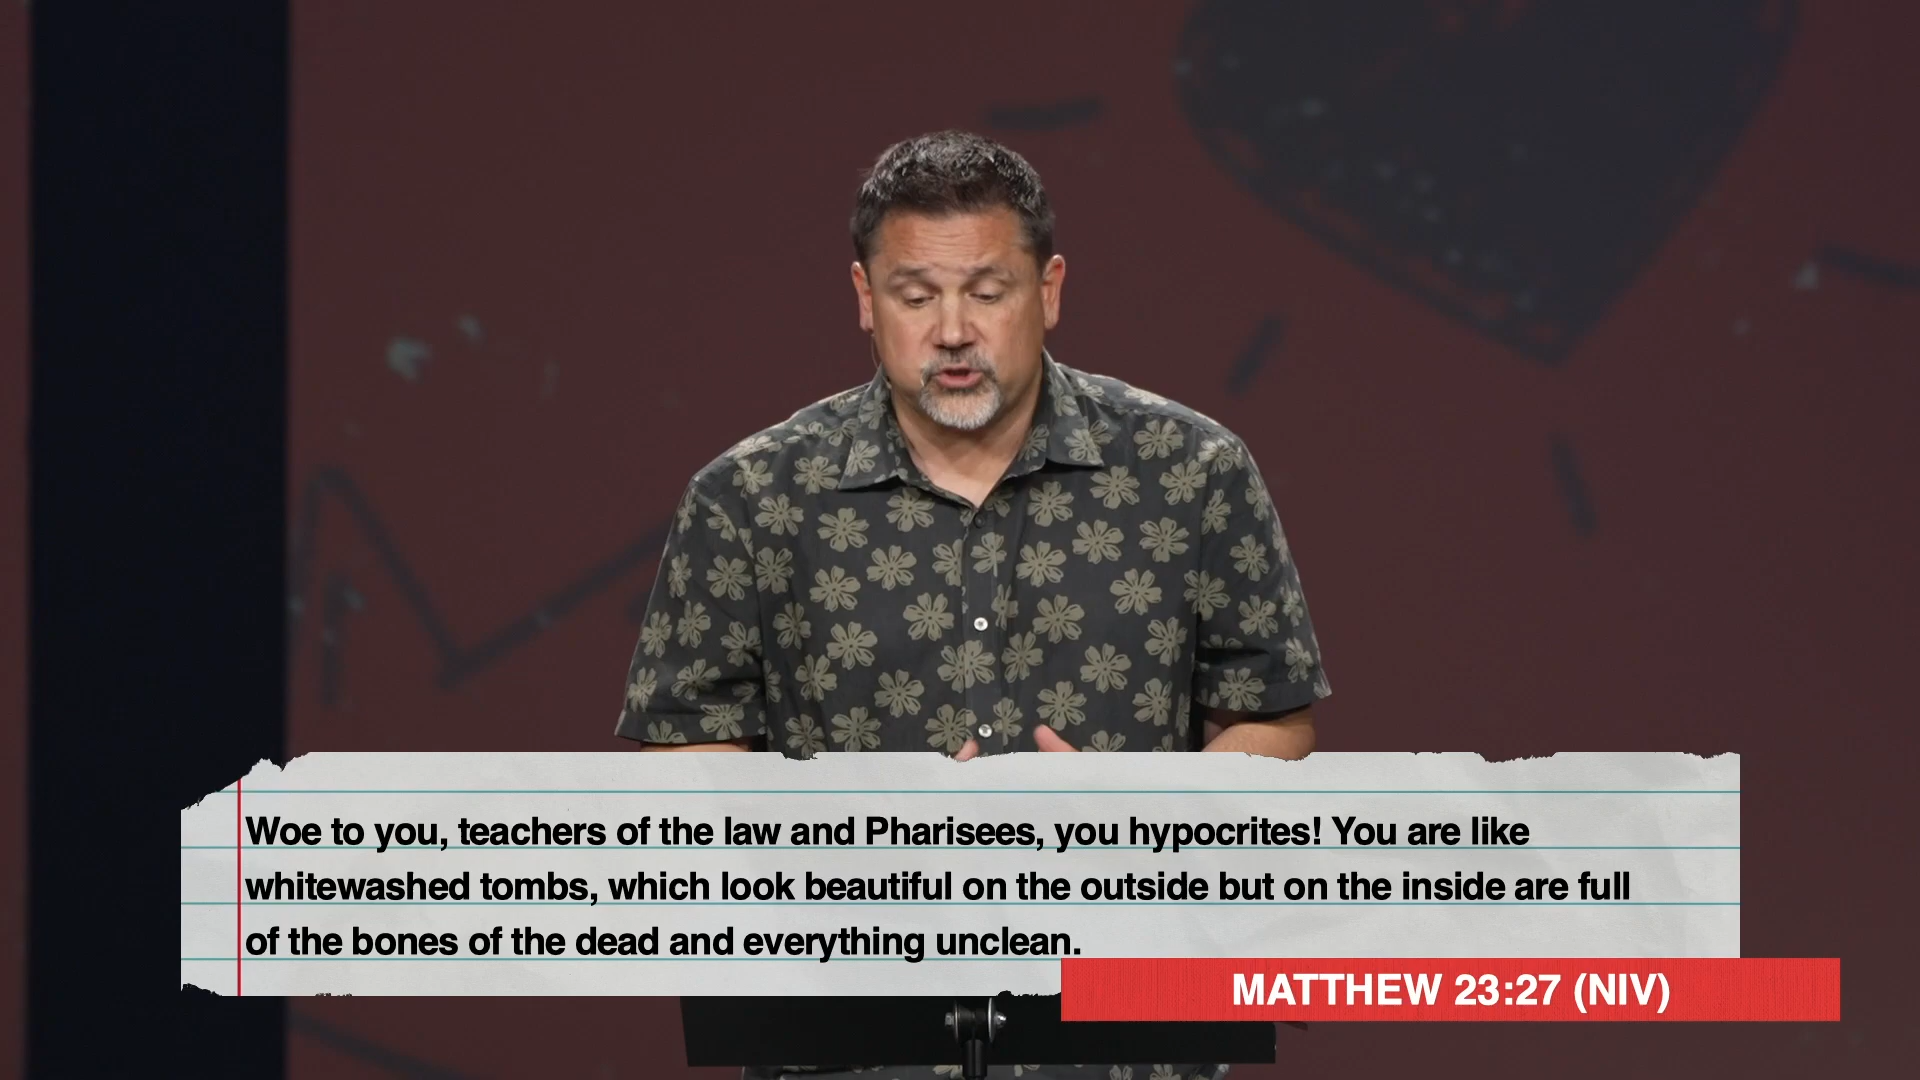 Woe to you, teachers of the law and Pharisees, you hypocrites! You are like
whitewashed tombs, which look beautiful on the outside but on the inside are full
of the bones of the dead and everything unclean.
MATTHEW 23:27 (NIV)